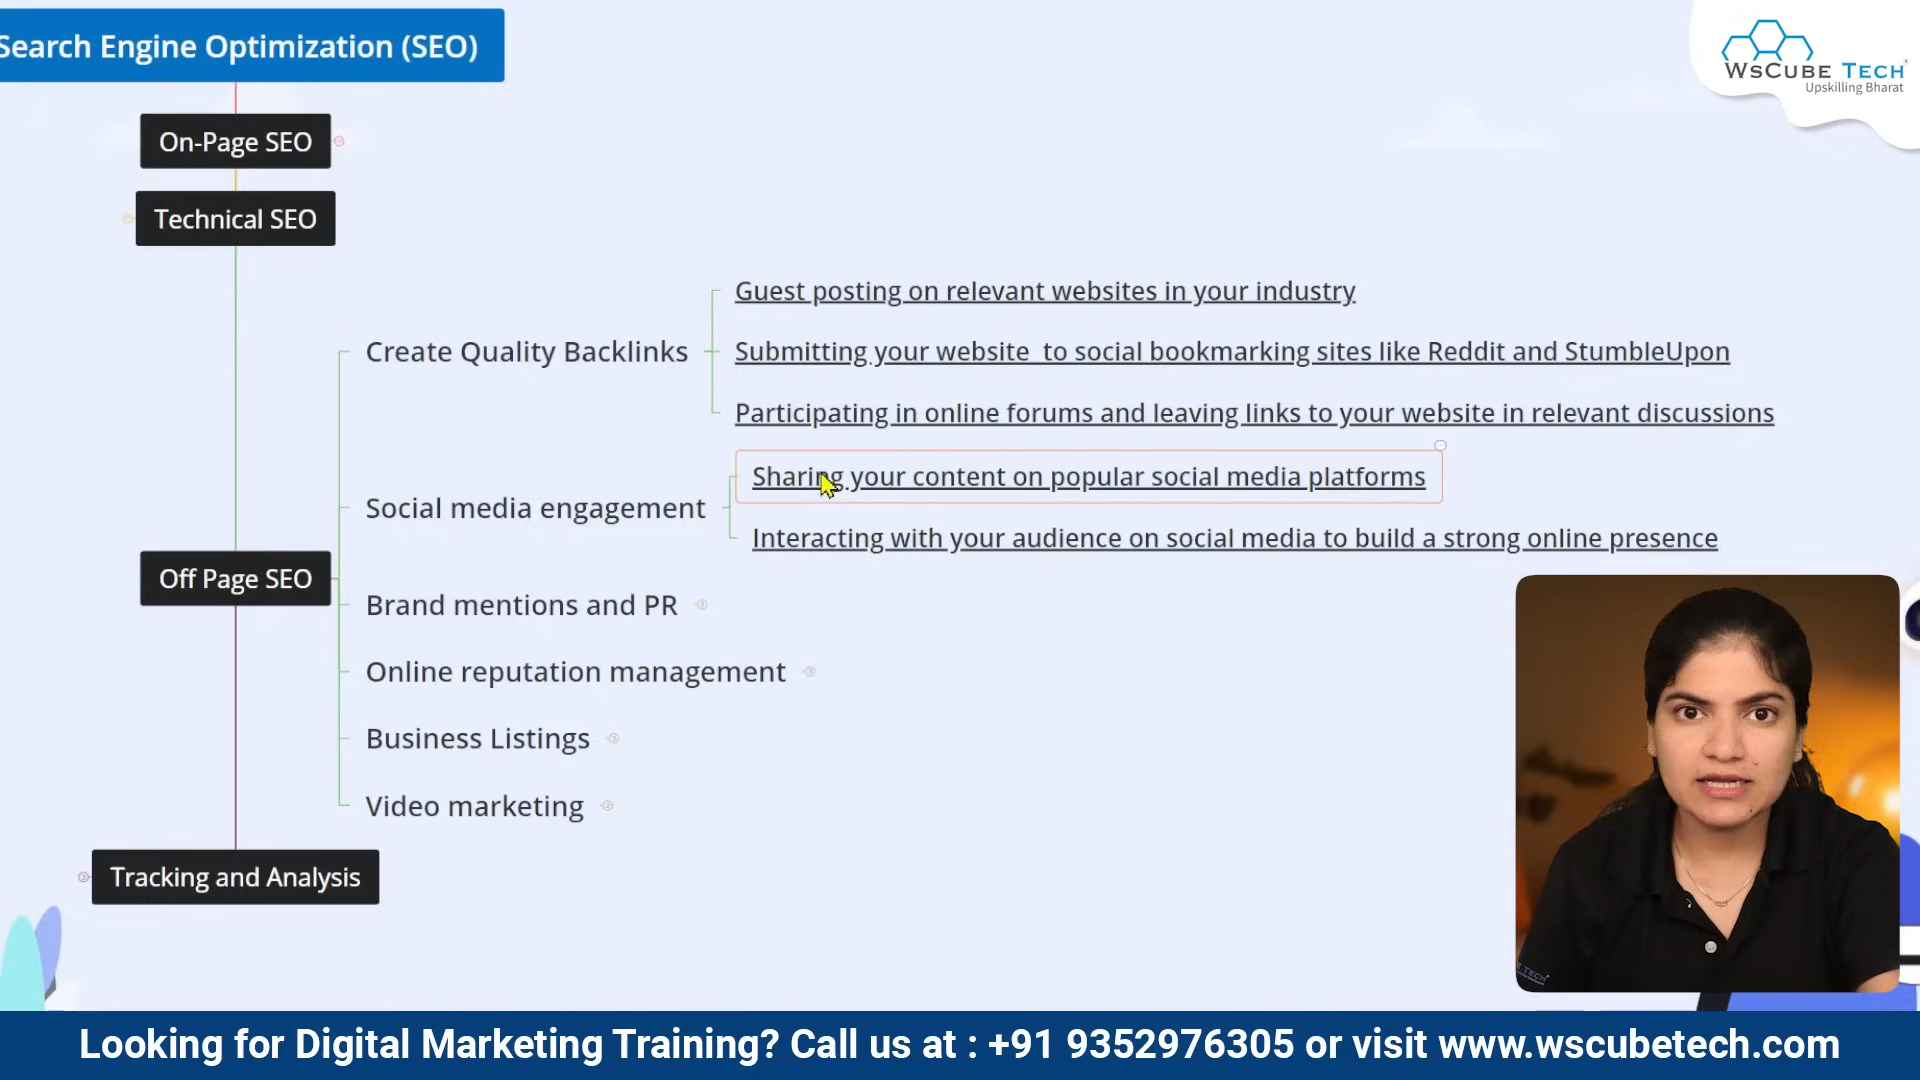 Search Engine Optimization (SEO)
WsCube Tech
Upskilling Bharat
On-Page SEO
Technical SEO
Guest posting on relevant websites in your industry
Create Quality Backlinks
Submitting your website  to social bookmarking sites like Reddit and StumbleUpon
Participating in online forums and leaving links to your website in relevant discussions
Sharing your content on popular social media platforms
Social media engagement
Interacting with your audience on social media to build a strong online presence
Off Page SEO
Brand mentions and PR
Online reputation management
Business Listings
Video marketing
Tracking and Analysis
Looking for Digital Marketing Training? Call us at : +91 9352976305 or visit www.wscubetech.com